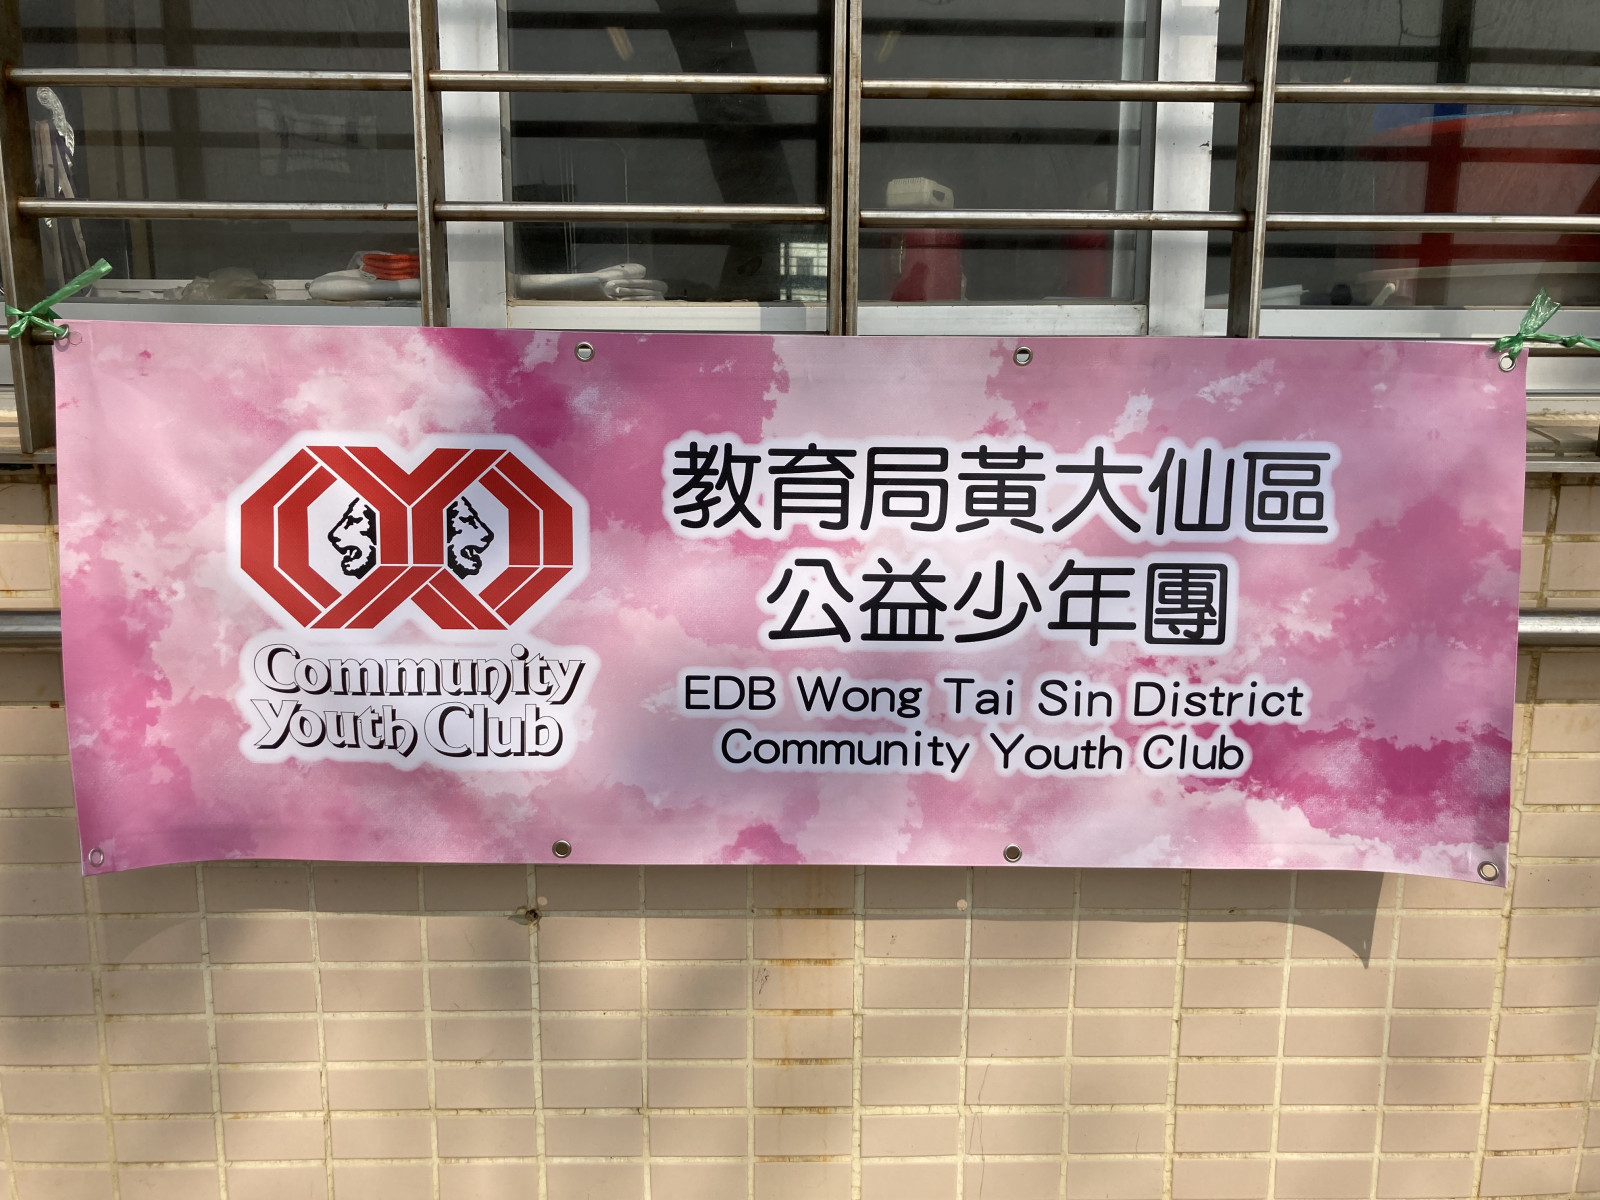 Community
Youth Club
教育局黃大仙區
公益少年團
EDB Wong Tai Sin District
Community Youth Club